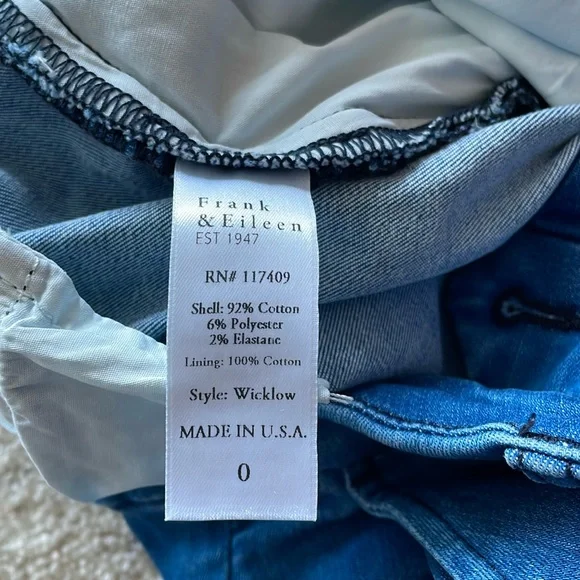 Frank
& Eileen
EST 1947
RN# 117409
Shell: 92% Cotton
6% Polyester
2% Elastane
Lining: 100% Cotton
Style: Wicklow
MADE IN U.S.A.
0